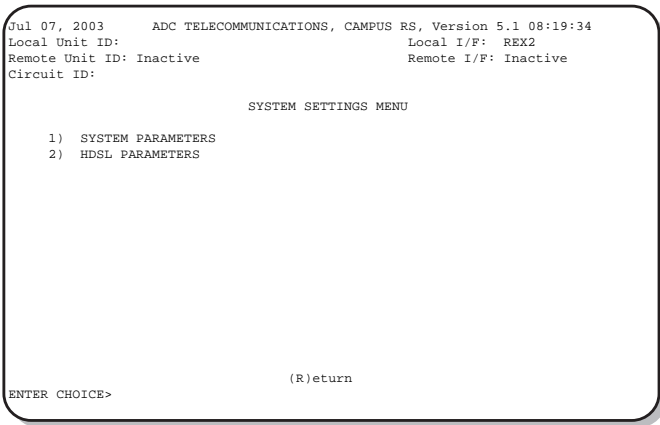 Jul 07, 2003 ADC TELECOMMUNICATIONS, CAMPUS RS, Version 5.1 08:19:34
Local Unit ID: Local I/F: REX2
Remote Unit ID: Inactive Remote I/F: Inactive
Circuit ID:
SYSTEM SETTINGS MENU
1) SYSTEM PARAMETERS
2) HDSL PARAMETERS
(R)eturn
ENTER CHOICE>